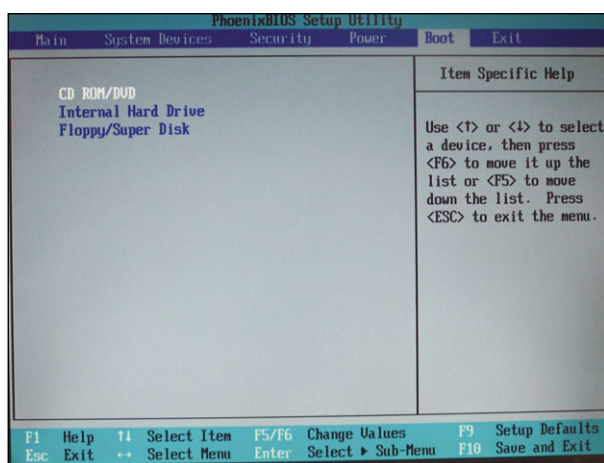 PhoenixBIOS Setup Utility
Main System Devices Security Power Boot Exit
CD ROM/DVD
Internal Hard Drive
Floppy/Super Disk
Item Specific Help
Use <↑> or <↓> to select
a device, then press
<F6> to move it up the
list or <F5> to move
down the list. Press
<ESC> to exit the menu.
F1 Help ↑↓ Select Item F5/F6 Change Values F9 Setup Defaults
Esc Exit ↔ Select Menu Enter Select ▶ Sub-Menu F10 Save and Exit